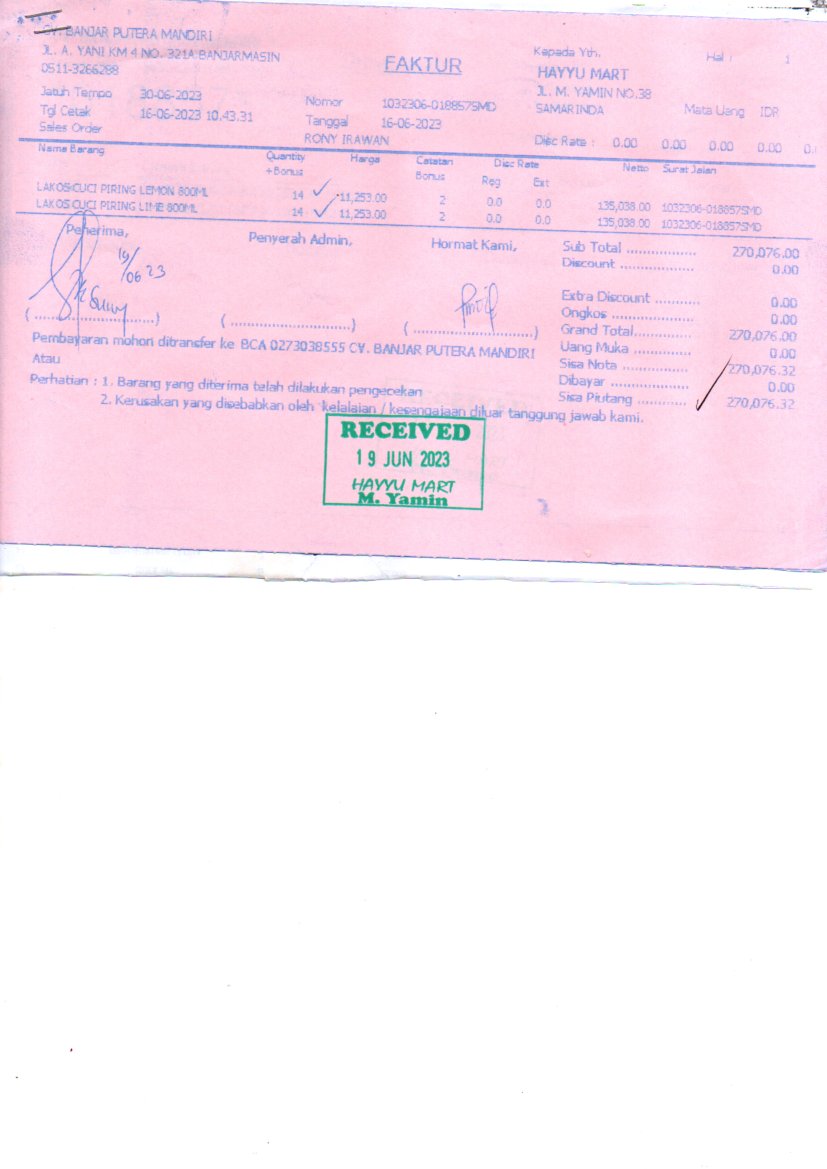 CV. BANJAR PUTERA MANDIRI
JL. A. YANI KM 4 NO. 321A BANJARMASIN
0511-3266288
FAKTUR
Kepada Yth.
Hal : 1
HAYYU MART
JL. M. YAMIN NO.38
SAMARINDA
Mata Uang IDR
Jatuh Tempo 30-06-2023
Tgl Cetak 16-06-2023 10.43.31
Sales Order
Nomor 1032306-0188575MD
Tanggal 16-06-2023
RONY IRAWAN
Disc Rate : 0.00 0.00 0.00 0.00 0.
Nama Barang Quantity +Bonus Harga Catatan Bonus Disc Rate Reg Ext Netto Surat Jalan
LAKOS CUCI PIRING LEMON 800ML 14 11,253.00 2 0.0 0.0 135,038.00 1032306-0188575MD
LAKOS CUCI PIRING LIME 800ML 14 11,253.00 2 0.0 0.0 135,038.00 1032306-0188575MD
Penerima, Penyerah Admin, Hormat Kami,
19/06 23
(................................) (................................) (................................)
Sub Total ................. 270,076.00
Discount ................. 0.00
Extra Discount ........... 0.00
Ongkos .................... 0.00
Grand Total.............. 270,076.00
Uang Muka .............. 0.00
Sisa Nota ................ 270,076.32
Dibayar ................... 0.00
Sisa Piutang ............ 270,076.32
Pembayaran mohon ditransfer ke BCA 0273038555 CV. BANJAR PUTERA MANDIRI
Atau
Perhatian : 1. Barang yang diterima telah dilakukan pengecekan
2. Kerusakan yang disebabkan oleh kelalaian / kesengajaan diluar tanggung jawab kami.
RECEIVED
19 JUN 2023
HAYYU MART
M. Yamin